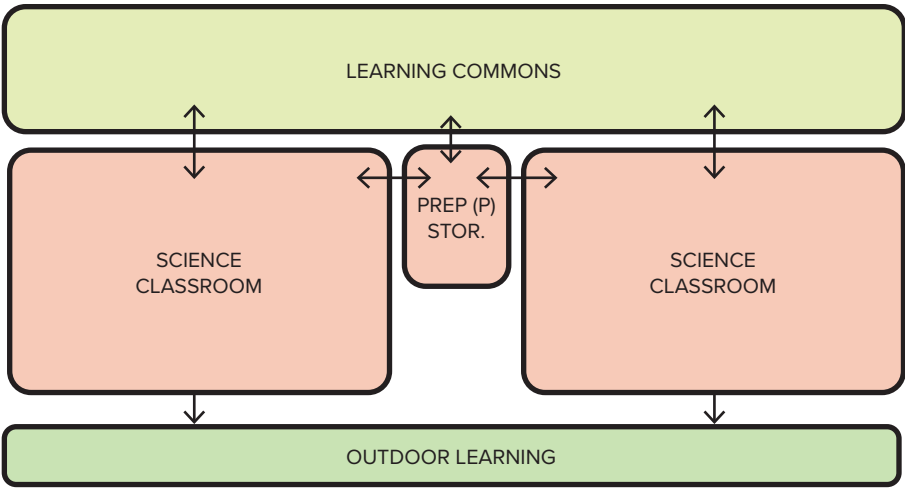 LEARNING COMMONS
PREP (P)
STOR.
SCIENCE
CLASSROOM
SCIENCE
CLASSROOM
OUTDOOR LEARNING